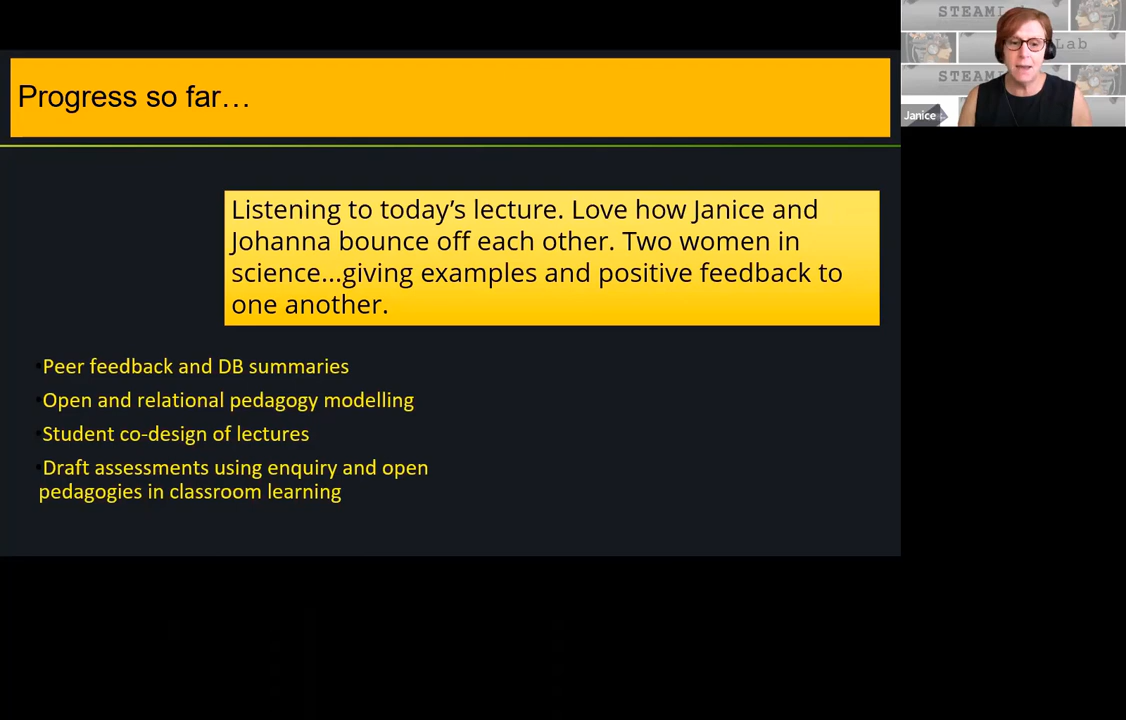 Progress so far…
Listening to today’s lecture. Love how Janice and
Johanna bounce off each other. Two women in
science…giving examples and positive feedback to
one another.
•Peer feedback and DB summaries
•Open and relational pedagogy modelling
•Student co-design of lectures
•Draft assessments using enquiry and open
pedagogies in classroom learning
STEAM
Lab
STEAM
Janice